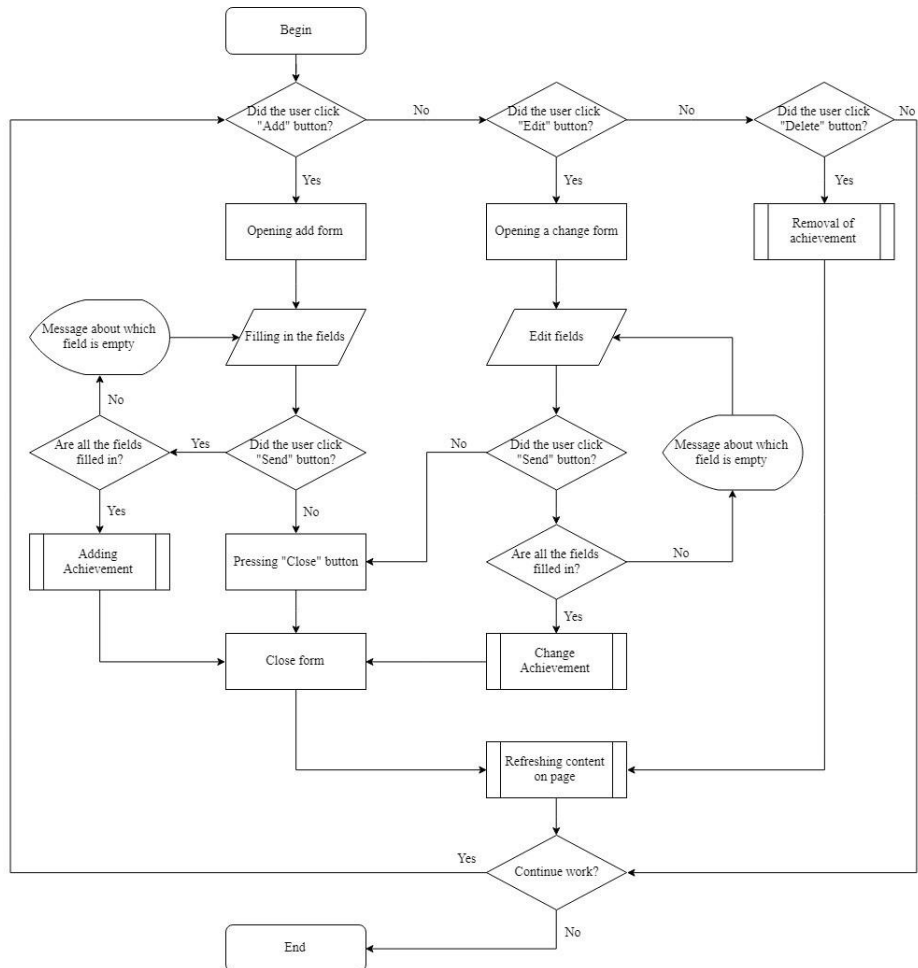 Begin
Did the user click
"Add" button?
No
Did the user click
"Edit" button?
No
Did the user click
"Delete" button?
No
Yes
Yes
Yes
Opening add form
Opening a change form
Removal of
achievement
Message about which
field is empty
Filling in the fields
Edit fields
No
Are all the fields
filled in?
Yes
Did the user click
"Send" button?
No
Did the user click
"Send" button?
Message about which
field is empty
Yes
No
Adding
Achievement
Pressing "Close" button
Are all the fields
filled in?
No
Yes
Close form
Change
Achievement
Refreshing content
on page
Yes
Continue work?
No
End